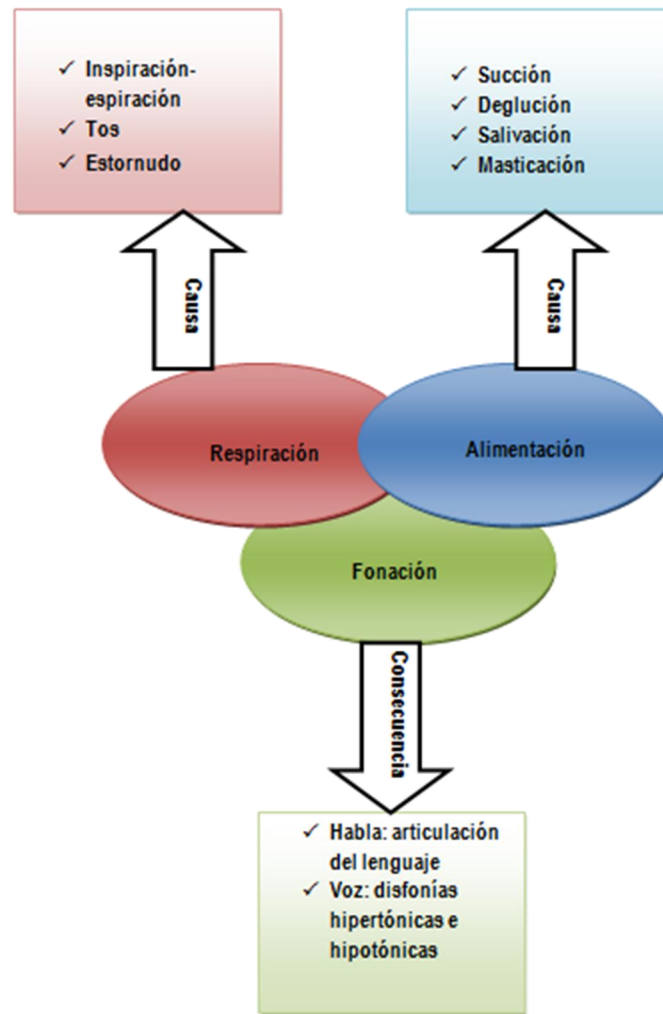 ✓ Inspiración-
espiración
✓ Tos
✓ Estornudo
✓ Succión
✓ Deglución
✓ Salivación
✓ Masticación
Causa
Causa
Respiración
Alimentación
Fonación
Consecuencia
✓ Habla: articulación
del lenguaje
✓ Voz: disfonías
hipertónicas e
hipotónicas